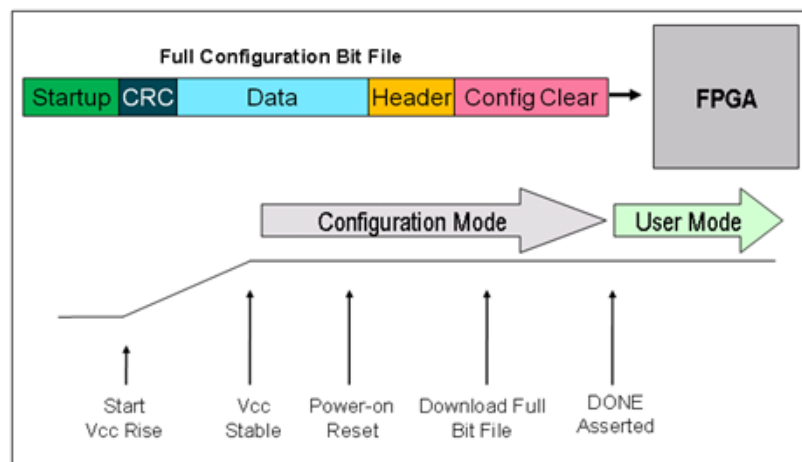 Full Configuration Bit File
Startup CRC Data Header Config Clear
FPGA
Configuration Mode
User Mode
Start
Vcc Rise
Vcc
Stable
Power-on
Reset
Download Full
Bit File
DONE
Asserted